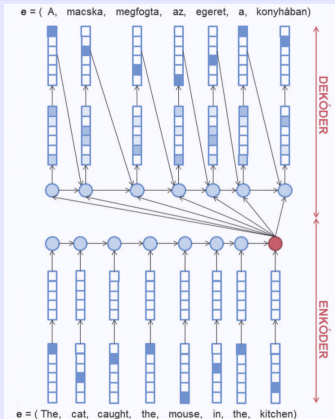 e = ( A, macska, megfogta, az, egeret, a, konyhában)
DEKÓDER
ENKÓDER
e = ( The, cat, caught, the, mouse, in, the, kitchen)